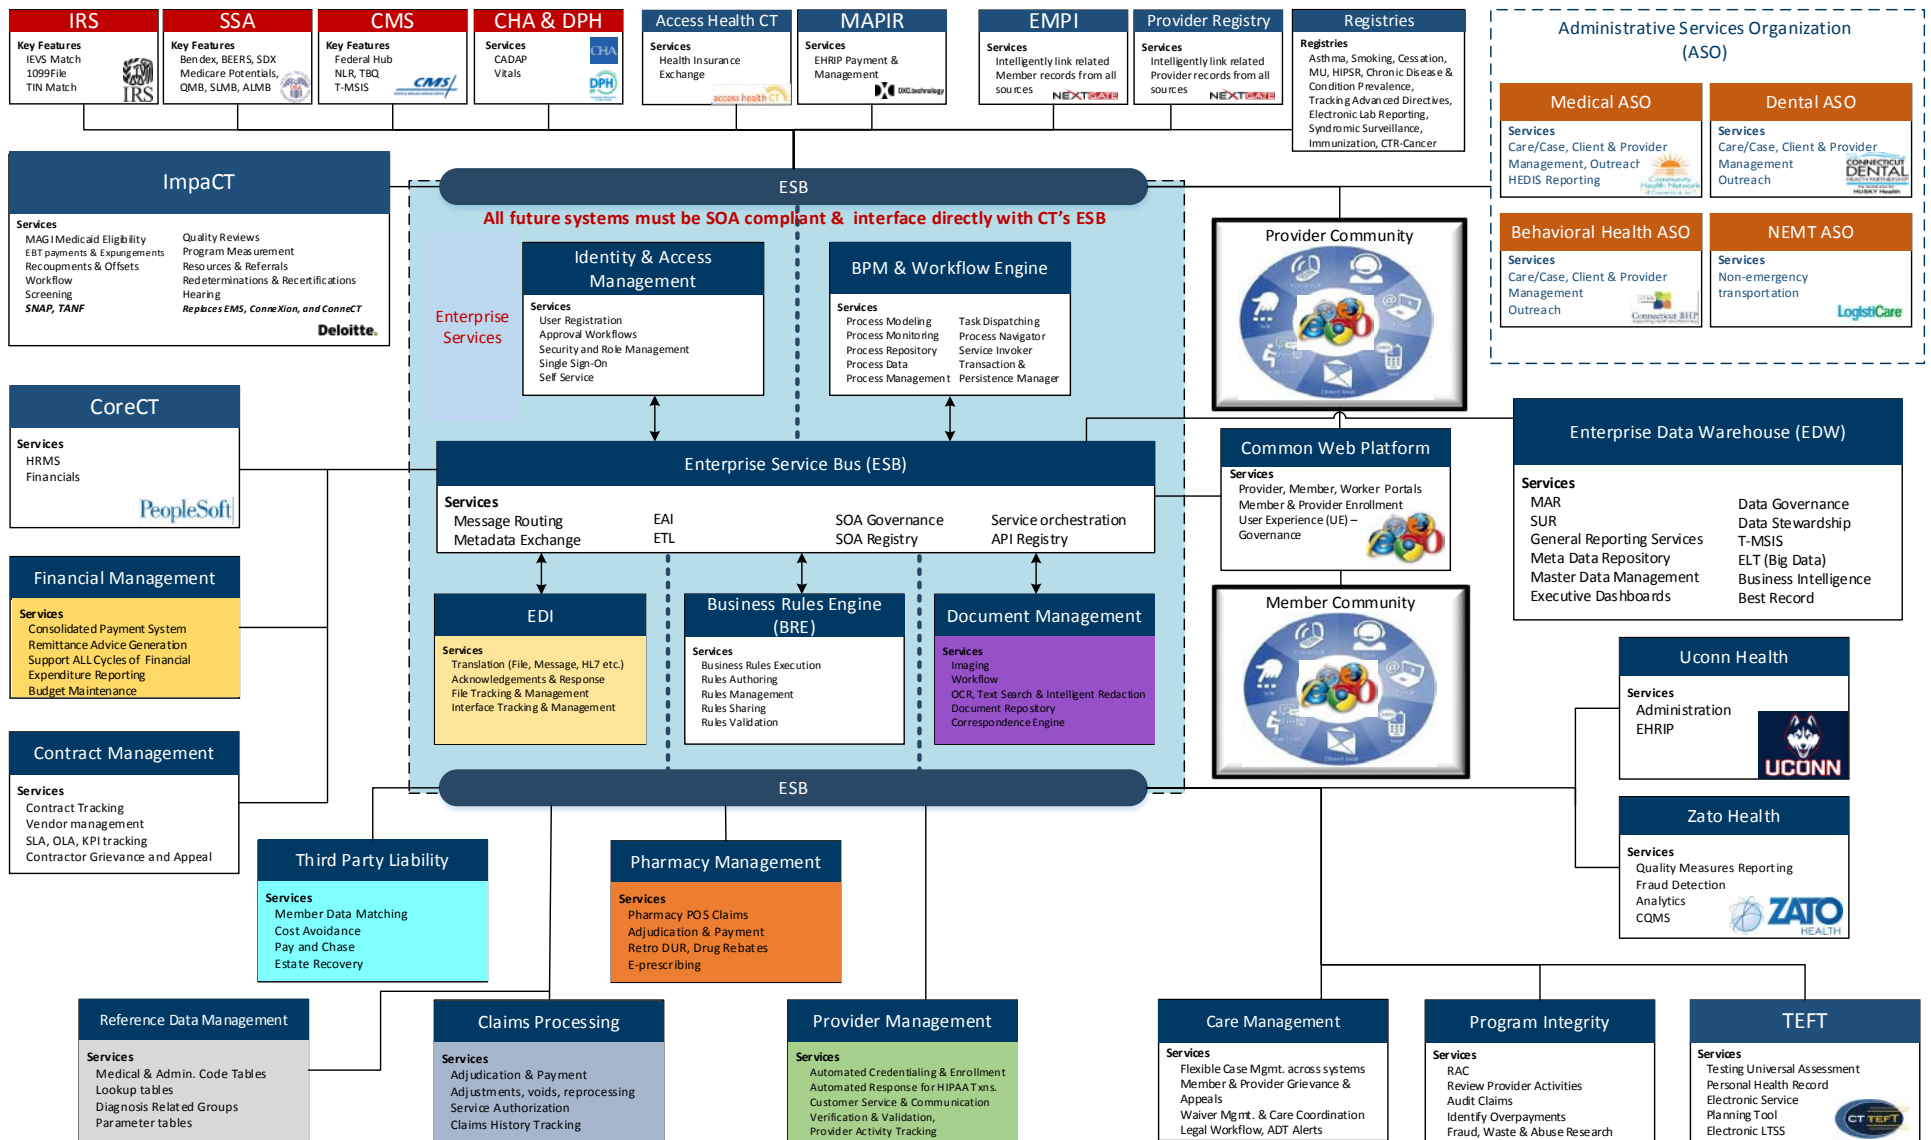 IRS
Key Features
IEVS Match
1099File
TIN Match
IRS
SSA
Key Features
Bendex, BEERS, SDX
Medicare Potentials,
QMB, SLMB, ALMB
CMS
Key Features
Federal Hub
NLR, TBQ
T-MSIS
CMS
CHA & DPH
Services
CADAP
Vitals
CHA
DPH
Access Health CT
Services
Health Insurance
Exchange
access health CT
MAPIR
Services
EHRIP Payment &
Management
DXC.technology
EMPI
Services
Intelligently link related
Member records from all
sources
NEXTGATE
Provider Registry
Services
Intelligently link related
Provider records from all
sources
NEXTGATE
Registries
Registries
Asthma, Smoking, Cessation,
MU, HIPSR, Chronic Disease &
Condition Prevalence,
Tracking Advanced Directives,
Electronic Lab Reporting,
Syndromic Surveillance,
Immunization, CTR-Cancer
Administrative Services Organization
(ASO)
Medical ASO
Services
Care/Case, Client & Provider
Management, Outreach
HEDIS Reporting
Community
Health Network
Dental ASO
Services
Care/Case, Client & Provider
Management
Outreach
CONNECTICUT
DENTAL
HEALTH PARTNERSHIP
HUSKY Health
Behavioral Health ASO
Services
Care/Case, Client & Provider
Management
Outreach
Connecticut BHP
NEMT ASO
Services
Non-emergency
transportation
LogistiCare
ImpaCT
Services
MAGI Medicaid Eligibility
EBT payments & Expungements
Recoupments & Offsets
Workflow
Screening
SNAP, TANF
Quality Reviews
Program Measurement
Resources & Referrals
Redeterminations & Recertifications
Hearing
Replaces EMS, ConneXion, and ConneCT
Deloitte.
ESB
All future systems must be SOA compliant & interface directly with CT's ESB
Enterprise
Services
Identity & Access
Management
Services
User Registration
Approval Workflows
Security and Role Management
Single Sign-On
Self Service
BPM & Workflow Engine
Services
Process Modeling
Process Monitoring
Process Repository
Process Data
Process Management
Task Dispatching
Process Navigator
Service Invoker
Transaction &
Persistence Manager
Provider Community
CoreCT
Services
HRMS
Financials
PeopleSoft
Enterprise Service Bus (ESB)
Services
Message Routing
Metadata Exchange
EAI
ETL
SOA Governance
SOA Registry
Service orchestration
API Registry
Common Web Platform
Services
Provider, Member, Worker Portals
Member & Provider Enrollment
User Experience (UE) –
Governance
Enterprise Data Warehouse (EDW)
Services
MAR
SUR
General Reporting Services
Meta Data Repository
Master Data Management
Executive Dashboards
Data Governance
Data Stewardship
T-MSIS
ELT (Big Data)
Business Intelligence
Best Record
Financial Management
Services
Consolidated Payment System
Remittance Advice Generation
Support ALL Cycles of Financial
Expenditure Reporting
Budget Maintenance
EDI
Services
Translation (File, Message, HL7 etc.)
Acknowledgements & Response
File Tracking & Management
Interface Tracking & Management
Business Rules Engine
(BRE)
Services
Business Rules Execution
Rules Authoring
Rules Management
Rules Sharing
Rules Validation
Document Management
Services
Imaging
Workflow
OCR, Text Search & Intelligent Redaction
Document Repository
Correspondence Engine
Member Community
Uconn Health
Services
Administration
EHRIP
UCONN
Contract Management
Services
Contract Tracking
Vendor management
SLA, OLA, KPI tracking
Contractor Grievance and Appeal
ESB
Zato Health
Services
Quality Measures Reporting
Fraud Detection
Analytics
CQMS
ZATO
HEALTH
Third Party Liability
Services
Member Data Matching
Cost Avoidance
Pay and Chase
Estate Recovery
Pharmacy Management
Services
Pharmacy POS Claims
Adjudication & Payment
Retro DUR, Drug Rebates
E-prescribing
Reference Data Management
Services
Medical & Admin. Code Tables
Lookup tables
Diagnosis Related Groups
Parameter tables
Claims Processing
Services
Adjudication & Payment
Adjustments, voids, reprocessing
Service Authorization
Claims History Tracking
Provider Management
Services
Automated Credentialing & Enrollment
Automated Response for HIPAA Txns.
Customer Service & Communication
Verification & Validation,
Provider Activity Tracking
Care Management
Services
Flexible Case Mgmt. across systems
Member & Provider Grievance &
Appeals
Waiver Mgmt. & Care Coordination
Legal Workflow, ADT Alerts
Program Integrity
Services
RAC
Review Provider Activities
Audit Claims
Identify Overpayments
Fraud, Waste & Abuse Research
TEFT
Services
Testing Universal Assessment
Personal Health Record
Electronic Service
Planning Tool
Electronic LTSS
CT TEFT